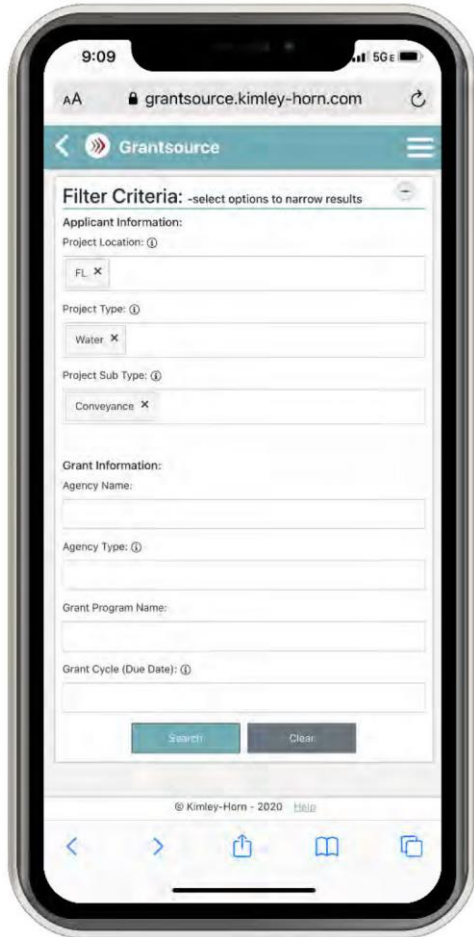 9:09 5GE
AA grantsource.kimley-horn.com
Grantsource
Filter Criteria: -select options to narrow results
Applicant Information:
Project Location:
FL ×
Project Type:
Water ×
Project Sub Type:
Conveyance ×
Grant Information:
Agency Name:
Agency Type:
Grant Program Name:
Grant Cycle (Due Date):
Search Clear
© Kimley-Horn - 2020 Help